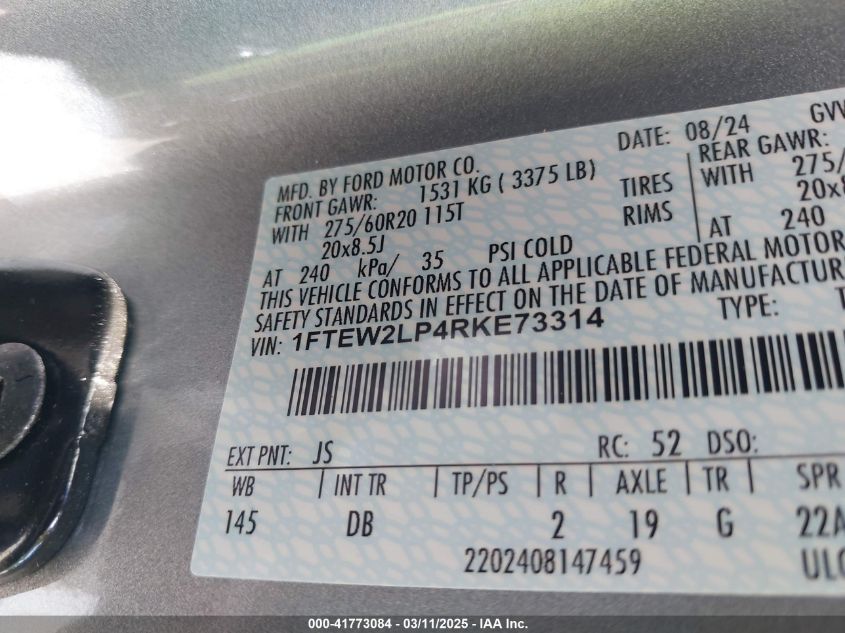 MFD. BY FORD MOTOR CO. DATE: 08/24
FRONT GAWR: 1531 KG ( 3375 LB) REAR GAWR:
WITH 275/60R20 115T TIRES WITH 275/
20x8.5J RIMS 20x8
AT 240 kPa/ 35 PSI COLD AT 240
THIS VEHICLE CONFORMS TO ALL APPLICABLE FEDERAL MOTOR
SAFETY STANDARDS IN EFFECT ON THE DATE OF MANUFACTUR
VIN: 1FTEW2LP4RKE73314 TYPE:
EXT PNT: JS RC: 52 DSO:
WB INT TR TP/PS R AXLE TR SPR
145 DB 2 19 G 22A
2202408147459
000-41773084 - 03/11/2025 - IAA Inc.